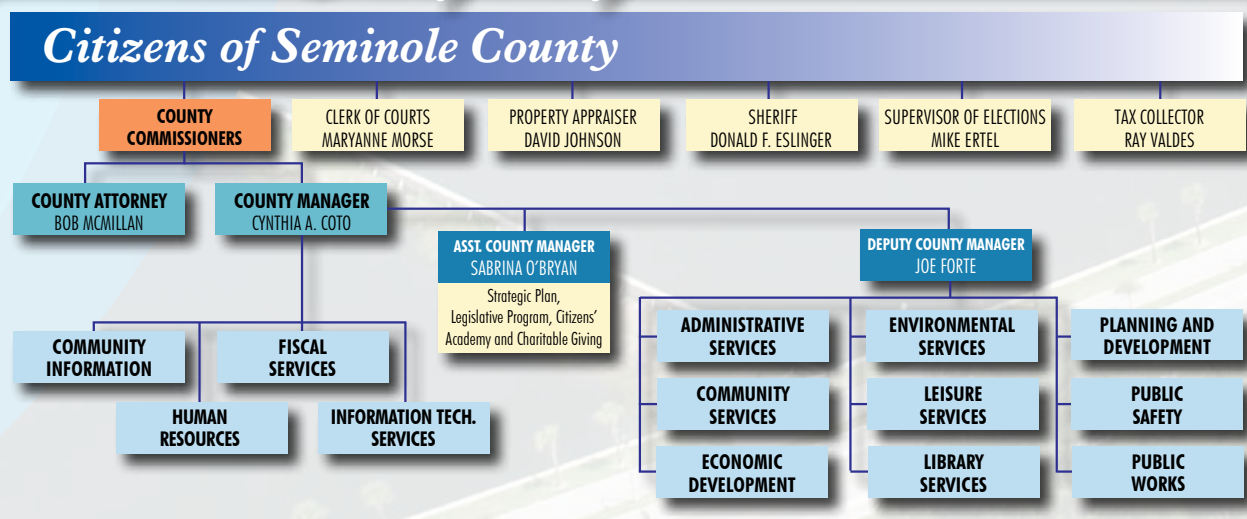 Citizens of Seminole County
COUNTY
COMMISSIONERS
CLERK OF COURTS
MARYANNE MORSE
PROPERTY APPRAISER
DAVID JOHNSON
SHERIFF
DONALD F. ESLINGER
SUPERVISOR OF ELECTIONS
MIKE ERTEL
TAX COLLECTOR
RAY VALDES
COUNTY ATTORNEY
BOB MCMILLAN
COUNTY MANAGER
CYNTHIA A. COTO
ASST. COUNTY MANAGER
SABRINA O'BRYAN
Strategic Plan,
Legislative Program, Citizens'
Academy and Charitable Giving
DEPUTY COUNTY MANAGER
JOE FORTE
COMMUNITY
INFORMATION
FISCAL
SERVICES
HUMAN
RESOURCES
INFORMATION TECH.
SERVICES
ADMINISTRATIVE
SERVICES
ENVIRONMENTAL
SERVICES
PLANNING AND
DEVELOPMENT
COMMUNITY
SERVICES
LEISURE
SERVICES
PUBLIC
SAFETY
ECONOMIC
DEVELOPMENT
LIBRARY
SERVICES
PUBLIC
WORKS